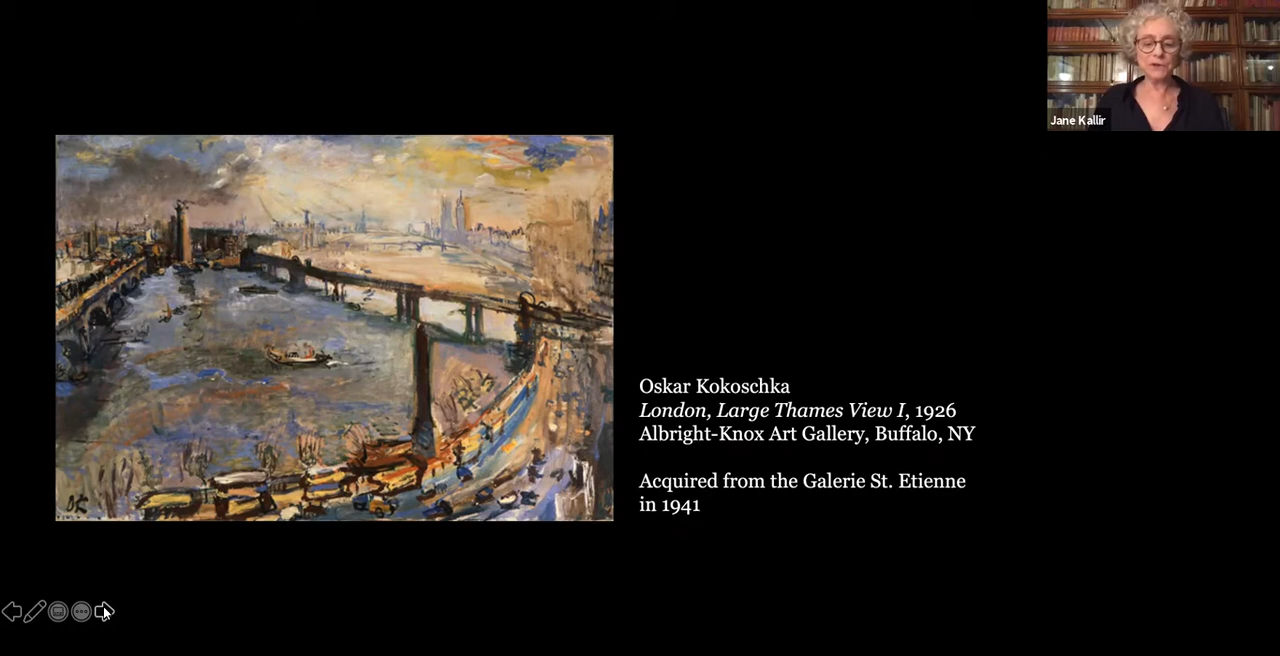 Jane Kallir
Oskar Kokoschka
London, Large Thames View I, 1926
Albright-Knox Art Gallery, Buffalo, NY
Acquired from the Galerie St. Etienne
in 1941
OK